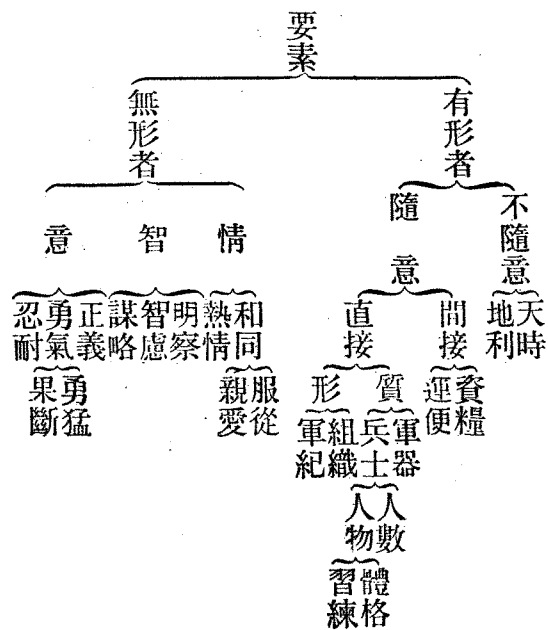 要素
有形者
無形者
不隨意
隨意
情
智
意
天時
地利
間接
直接
和同
熱情
明察
智慮
謀略
正義
勇氣
忍耐
資糧
運便
質
形
服從
親愛
勇猛
果斷
軍器
兵士
組織
軍紀
人數
人物
體格
習練